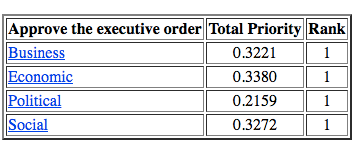 Approve the executive order Total Priority Rank
Business 0.3221 1
Economic 0.3380 1
Political 0.2159 1
Social 0.3272 1